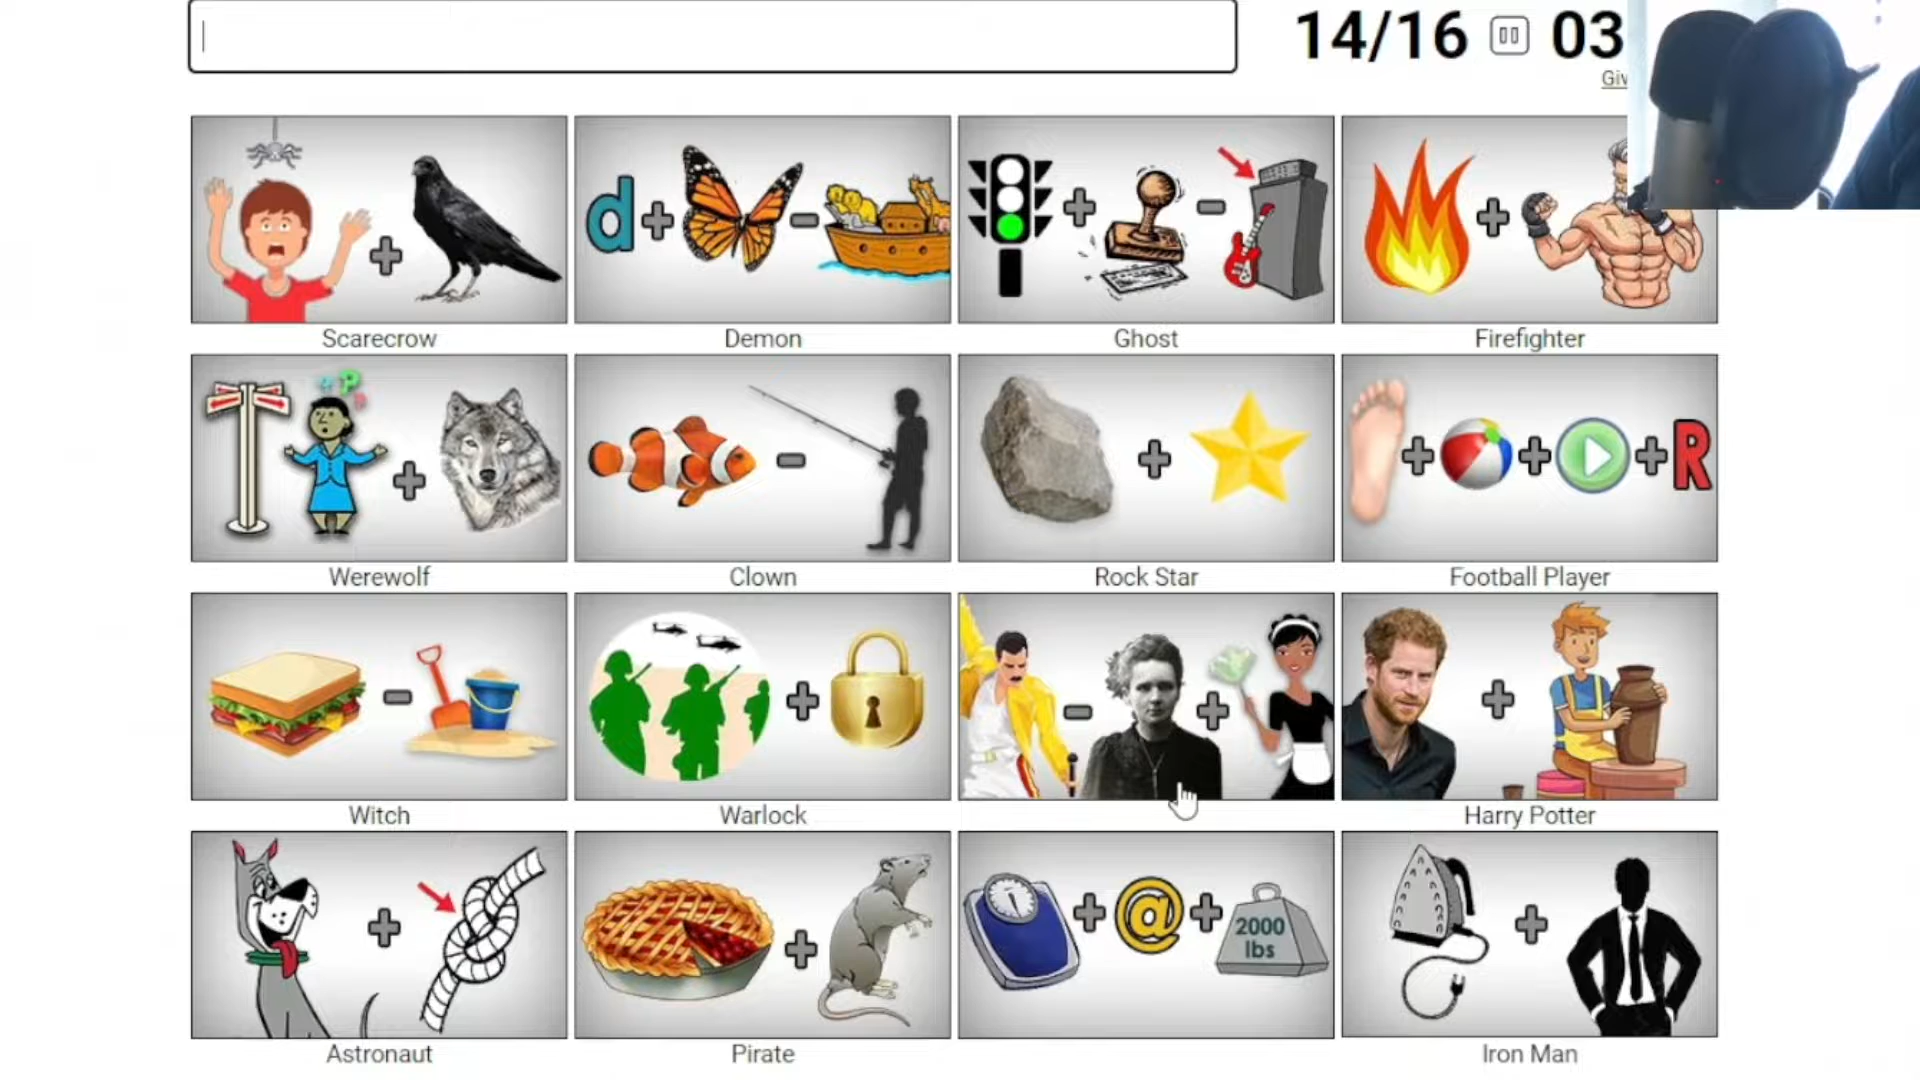 14/16 03
Giv
d
Scarecrow Demon Ghost Firefighter
P
R
Werewolf Clown Rock Star Football Player
Witch Warlock Harry Potter
@
2000
lbs
Astronaut Pirate Iron Man